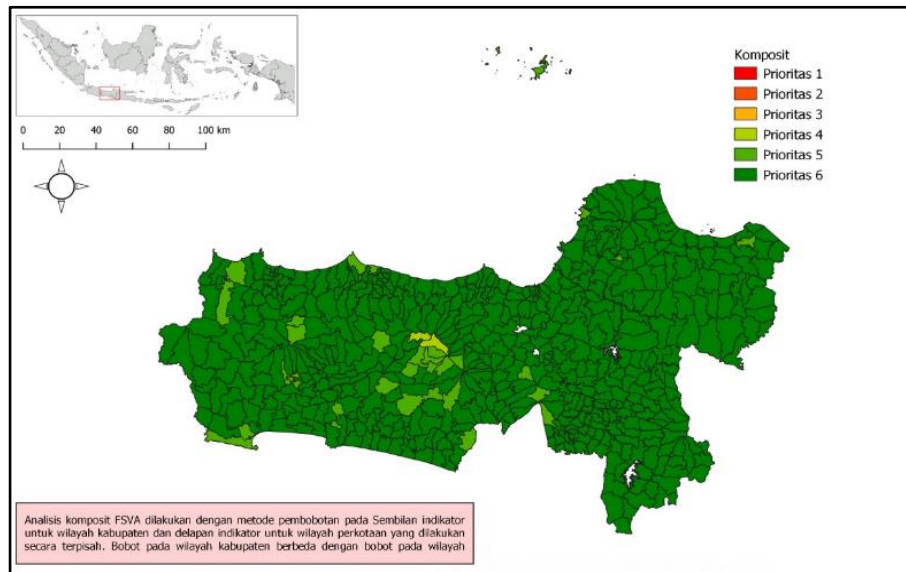 Komposit
Prioritas 1
Prioritas 2
Prioritas 3
Prioritas 4
Prioritas 5
Prioritas 6
0 20 40 60 80 100 km
Analisis komposit FSVA dilakukan dengan metode pembobotan pada Sembilan indikator
untuk wilayah kabupaten dan delapan indikator untuk wilayah perkotaan yang dilakukan
secara terpisah. Bobot pada wilayah kabupaten berbeda dengan bobot pada wilayah